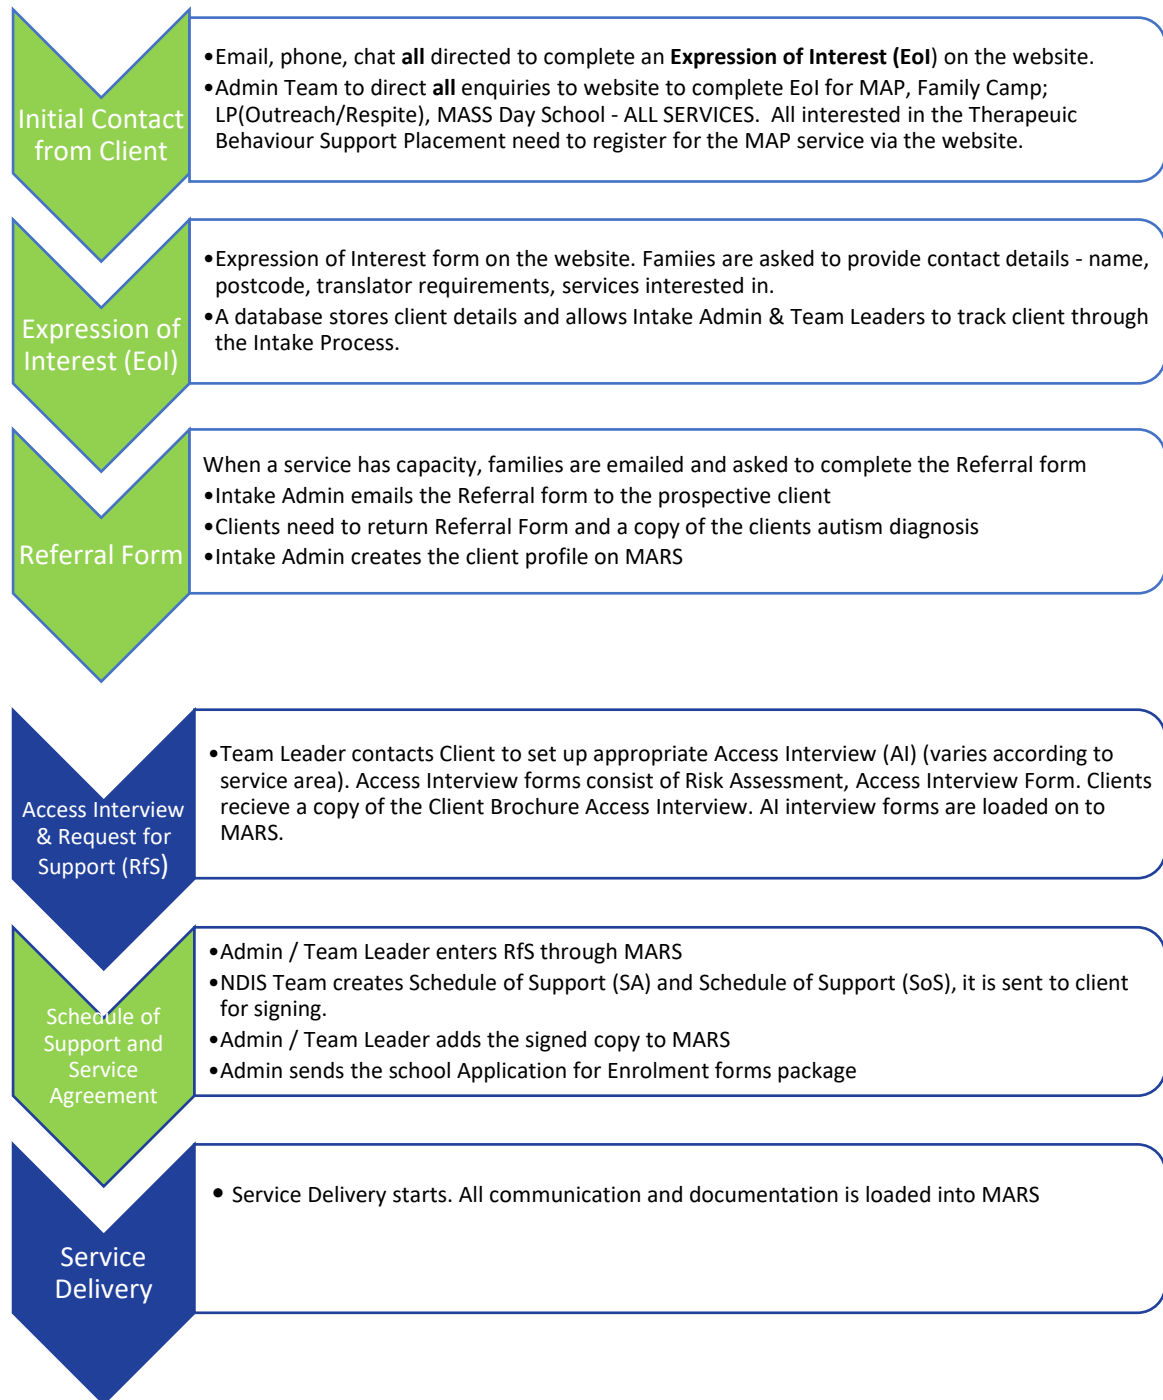 Initial Contact
from Client
•Email, phone, chat all directed to complete an Expression of Interest (EoI) on the website.
•Admin Team to direct all enquiries to website to complete EoI for MAP, Family Camp;
LP(Outreach/Respite), MASS Day School - ALL SERVICES. All interested in the Therapeuic
Behaviour Support Placement need to register for the MAP service via the website.
Expression of
Interest (EoI)
•Expression of Interest form on the website. Famiies are asked to provide contact details - name,
postcode, translator requirements, services interested in.
•A database stores client details and allows Intake Admin & Team Leaders to track client through
the Intake Process.
Referral Form
When a service has capacity, families are emailed and asked to complete the Referral form
•Intake Admin emails the Referral form to the prospective client
•Clients need to return Referral Form and a copy of the clients autism diagnosis
•Intake Admin creates the client profile on MARS
Access Interview
& Request for
Support (RfS)
•Team Leader contacts Client to set up appropriate Access Interview (AI) (varies according to
service area). Access Interview forms consist of Risk Assessment, Access Interview Form. Clients
recieve a copy of the Client Brochure Access Interview. AI interview forms are loaded on to
MARS.
Schedule of
Support and
Service
Agreement
•Admin / Team Leader enters RfS through MARS
•NDIS Team creates Schedule of Support (SA) and Schedule of Support (SoS), it is sent to client
for signing.
•Admin / Team Leader adds the signed copy to MARS
•Admin sends the school Application for Enrolment forms package
Service
Delivery
• Service Delivery starts. All communication and documentation is loaded into MARS